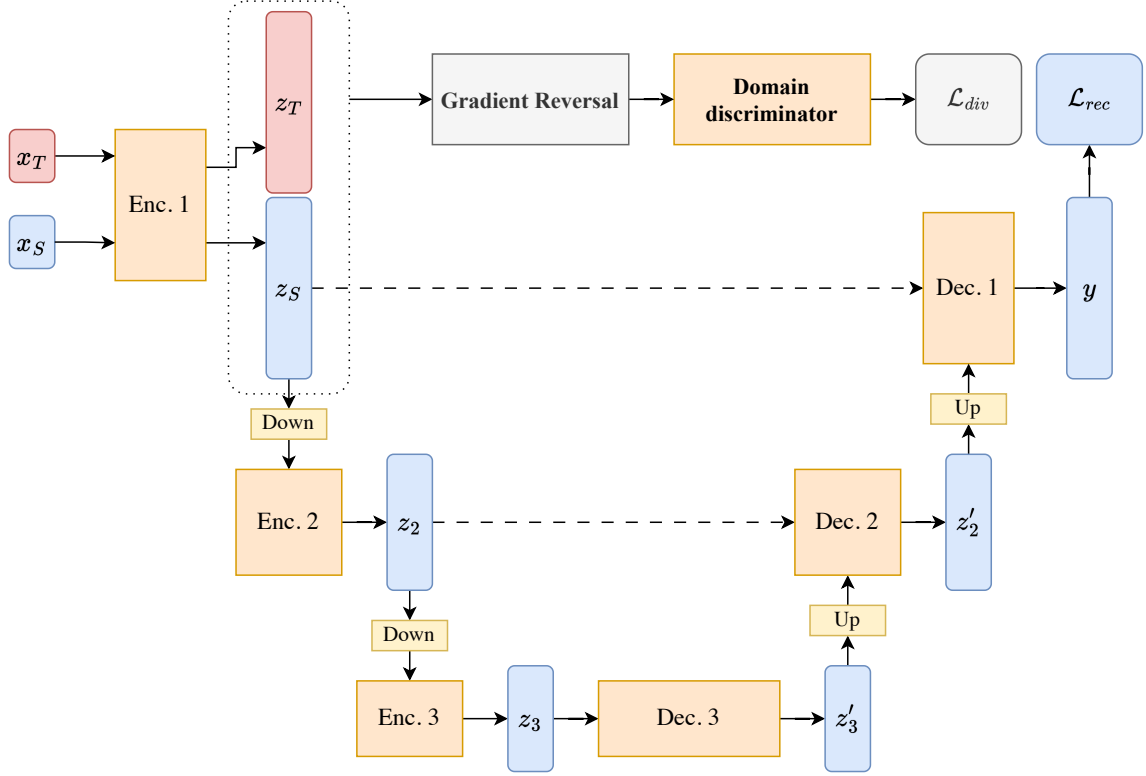 z_T
Gradient Reversal
Domain
discriminator
ℒ_div
ℒ_rec
x_T
Enc. 1
x_S
z_S
Dec. 1
y
Down
Up
Enc. 2
z_2
Dec. 2
z'_2
Down
Up
Enc. 3
z_3
Dec. 3
z'_3